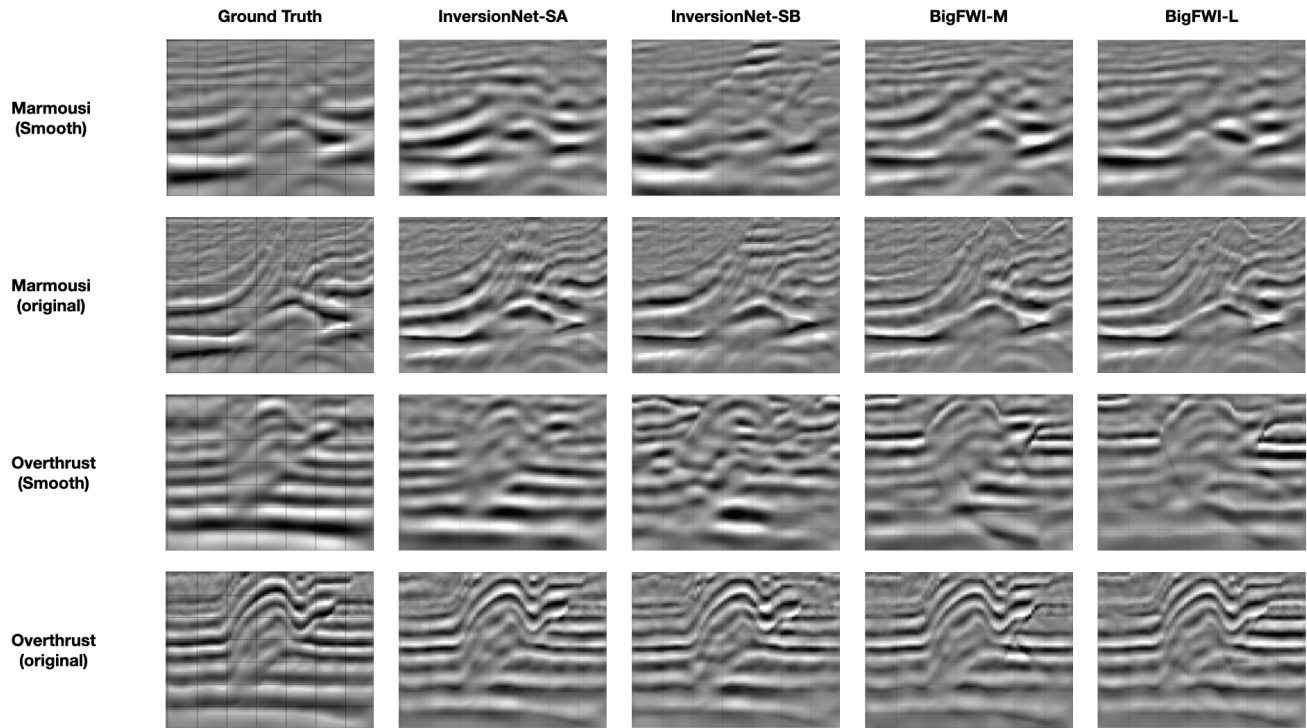 Ground Truth InversionNet-SA InversionNet-SB BigFWI-M BigFWI-L
Marmousi
(Smooth)
Marmousi
(original)
Overthrust
(Smooth)
Overthrust
(original)